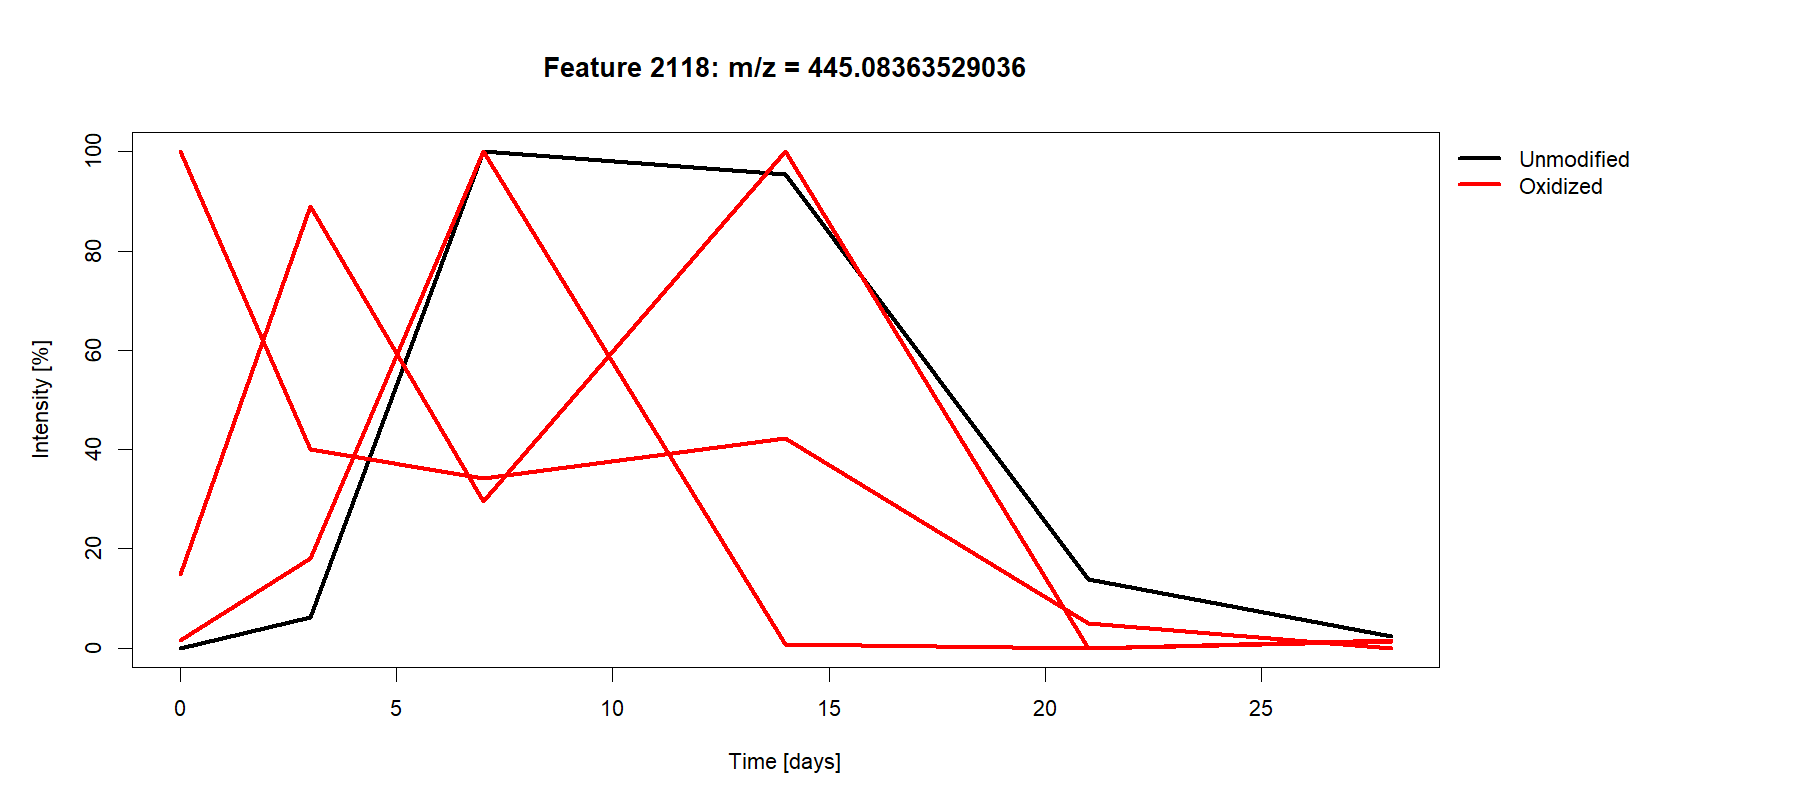 Feature 2118: m/z = 445.08363529036
Unmodified
Oxidized
Intensity [%]
100
80
60
40
20
0
0 5 10 15 20 25
Time [days]